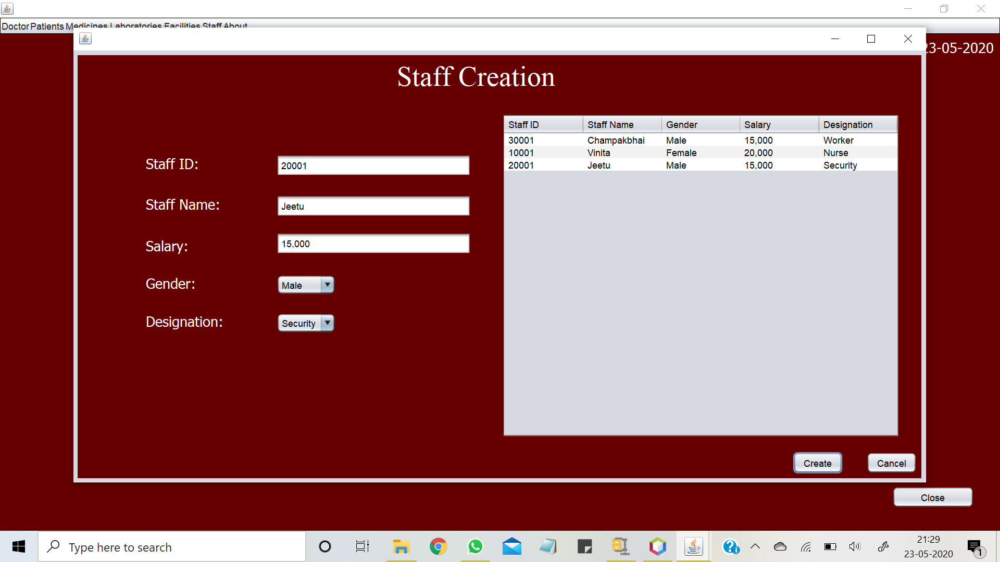 Doctor Patients Medicines Laboratories Facilities Staff About
23-05-2020
Staff Creation
Staff ID: 20001
Staff Name: Jeetu
Salary: 15,000
Gender: Male
Designation: Security
Staff ID Staff Name Gender Salary Designation
30001 Champakbhai Male 15,000 Worker
10001 Vinita Female 20,000 Nurse
20001 Jeetu Male 15,000 Security
Create Cancel
Close
Type here to search
21:29
23-05-2020
1